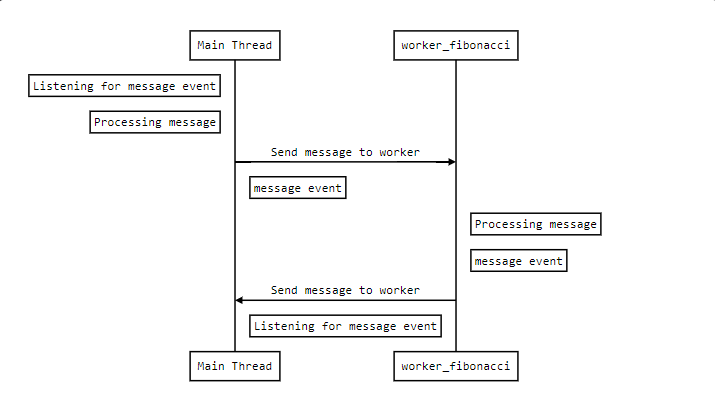 Main Thread
worker_fibonacci
Listening for message event
Processing message
Send message to worker
message event
Processing message
message event
Send message to worker
Listening for message event
Main Thread
worker_fibonacci